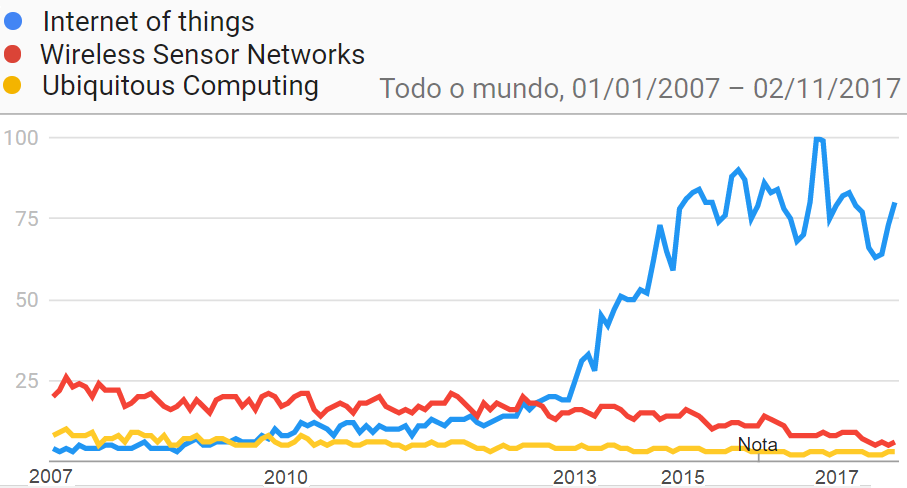 Internet of things
Wireless Sensor Networks
Ubiquitous Computing
Todo o mundo, 01/01/2007 – 02/11/2017
100
75
50
25
Nota
2007 2010 2013 2015 2017